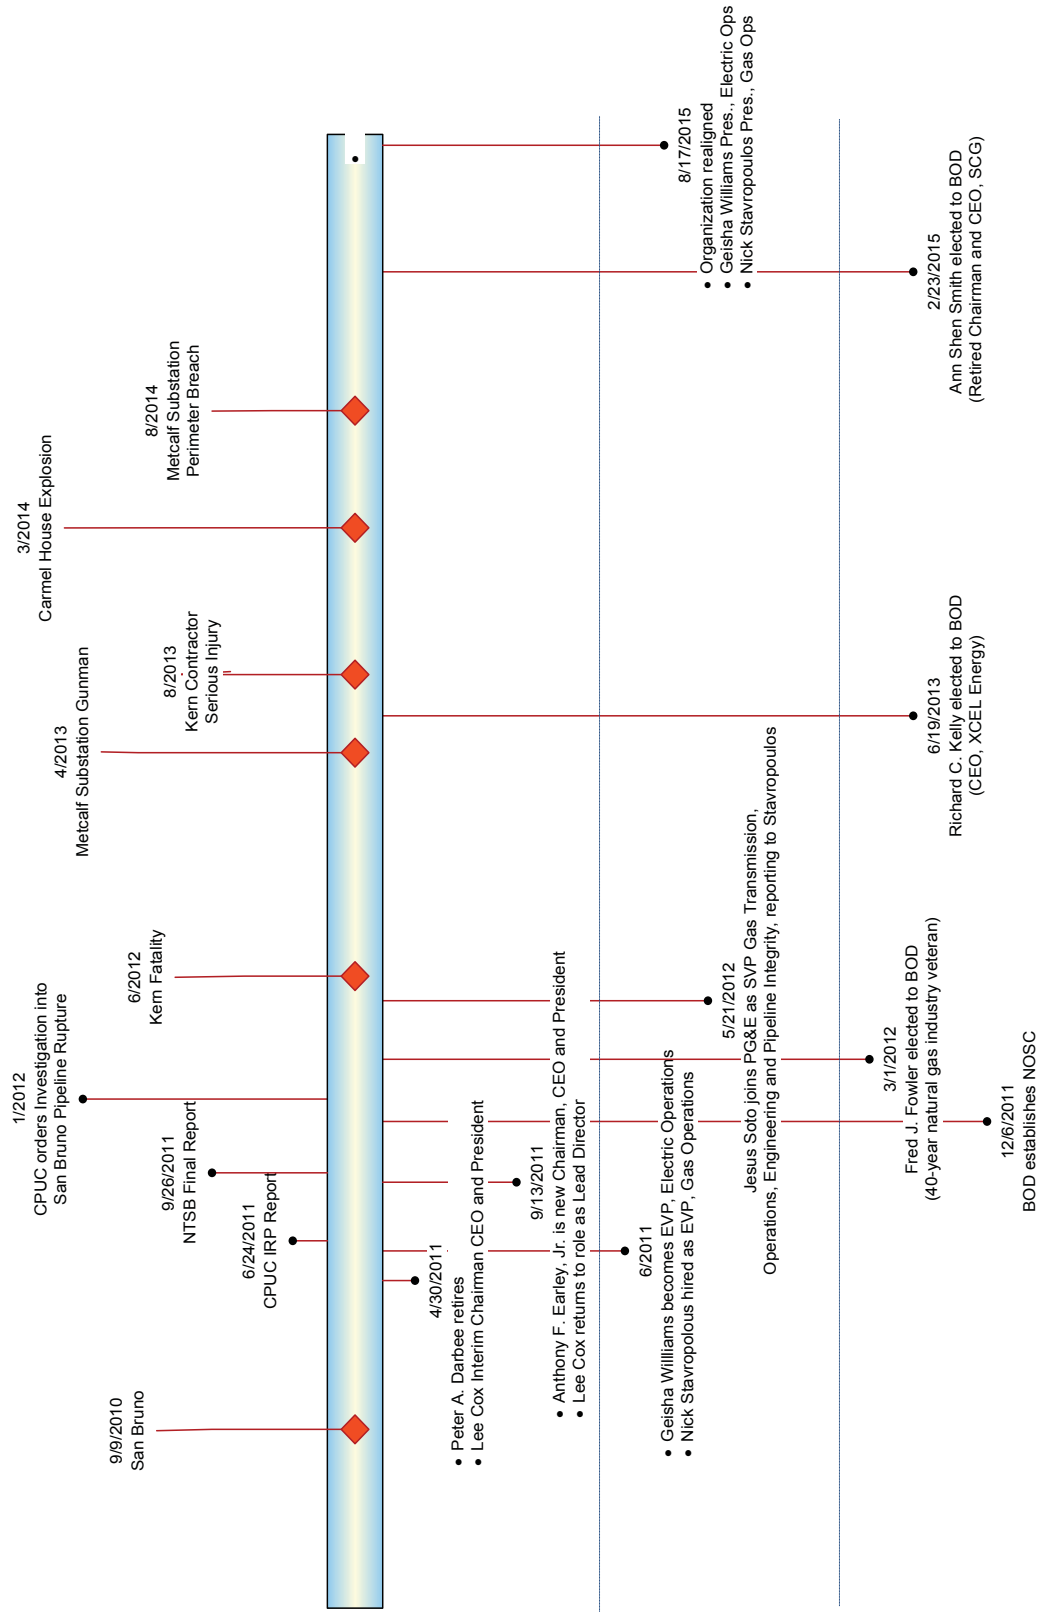 9/9/2010
San Bruno
6/24/2011
CPUC IRP Report
9/26/2011
NTSB Final Report
1/2012
CPUC orders Investigation into
San Bruno Pipeline Rupture
6/2012
Kern Fatality
4/2013
Metcalf Substation Gunman
8/2013
Kern Contractor
Serious Injury
3/2014
Carmel House Explosion
8/2014
Metcalf Substation
Perimeter Breach
4/30/2011
• Peter A. Darbee retires
• Lee Cox Interim Chairman CEO and President
9/13/2011
• Anthony F. Earley, Jr. is new Chairman, CEO and President
• Lee Cox returns to role as Lead Director
6/2011
• Geisha Willliams becomes EVP, Electric Operations
• Nick Stavropolous hired as EVP, Gas Operations
5/21/2012
Jesus Soto joins PG&E as SVP Gas Transmission,
Operations, Engineering and Pipeline Integrity, reporting to Stavropoulos
3/1/2012
Fred J. Fowler elected to BOD
(40-year natural gas industry veteran)
12/6/2011
BOD establishes NOSC
6/19/2013
Richard C. Kelly elected to BOD
(CEO, XCEL Energy)
8/17/2015
• Organization realigned
• Geisha Williams Pres., Electric Ops
• Nick Stavropoulos Pres., Gas Ops
2/23/2015
Ann Shen Smith elected to BOD
(Retired Chairman and CEO, SCG)